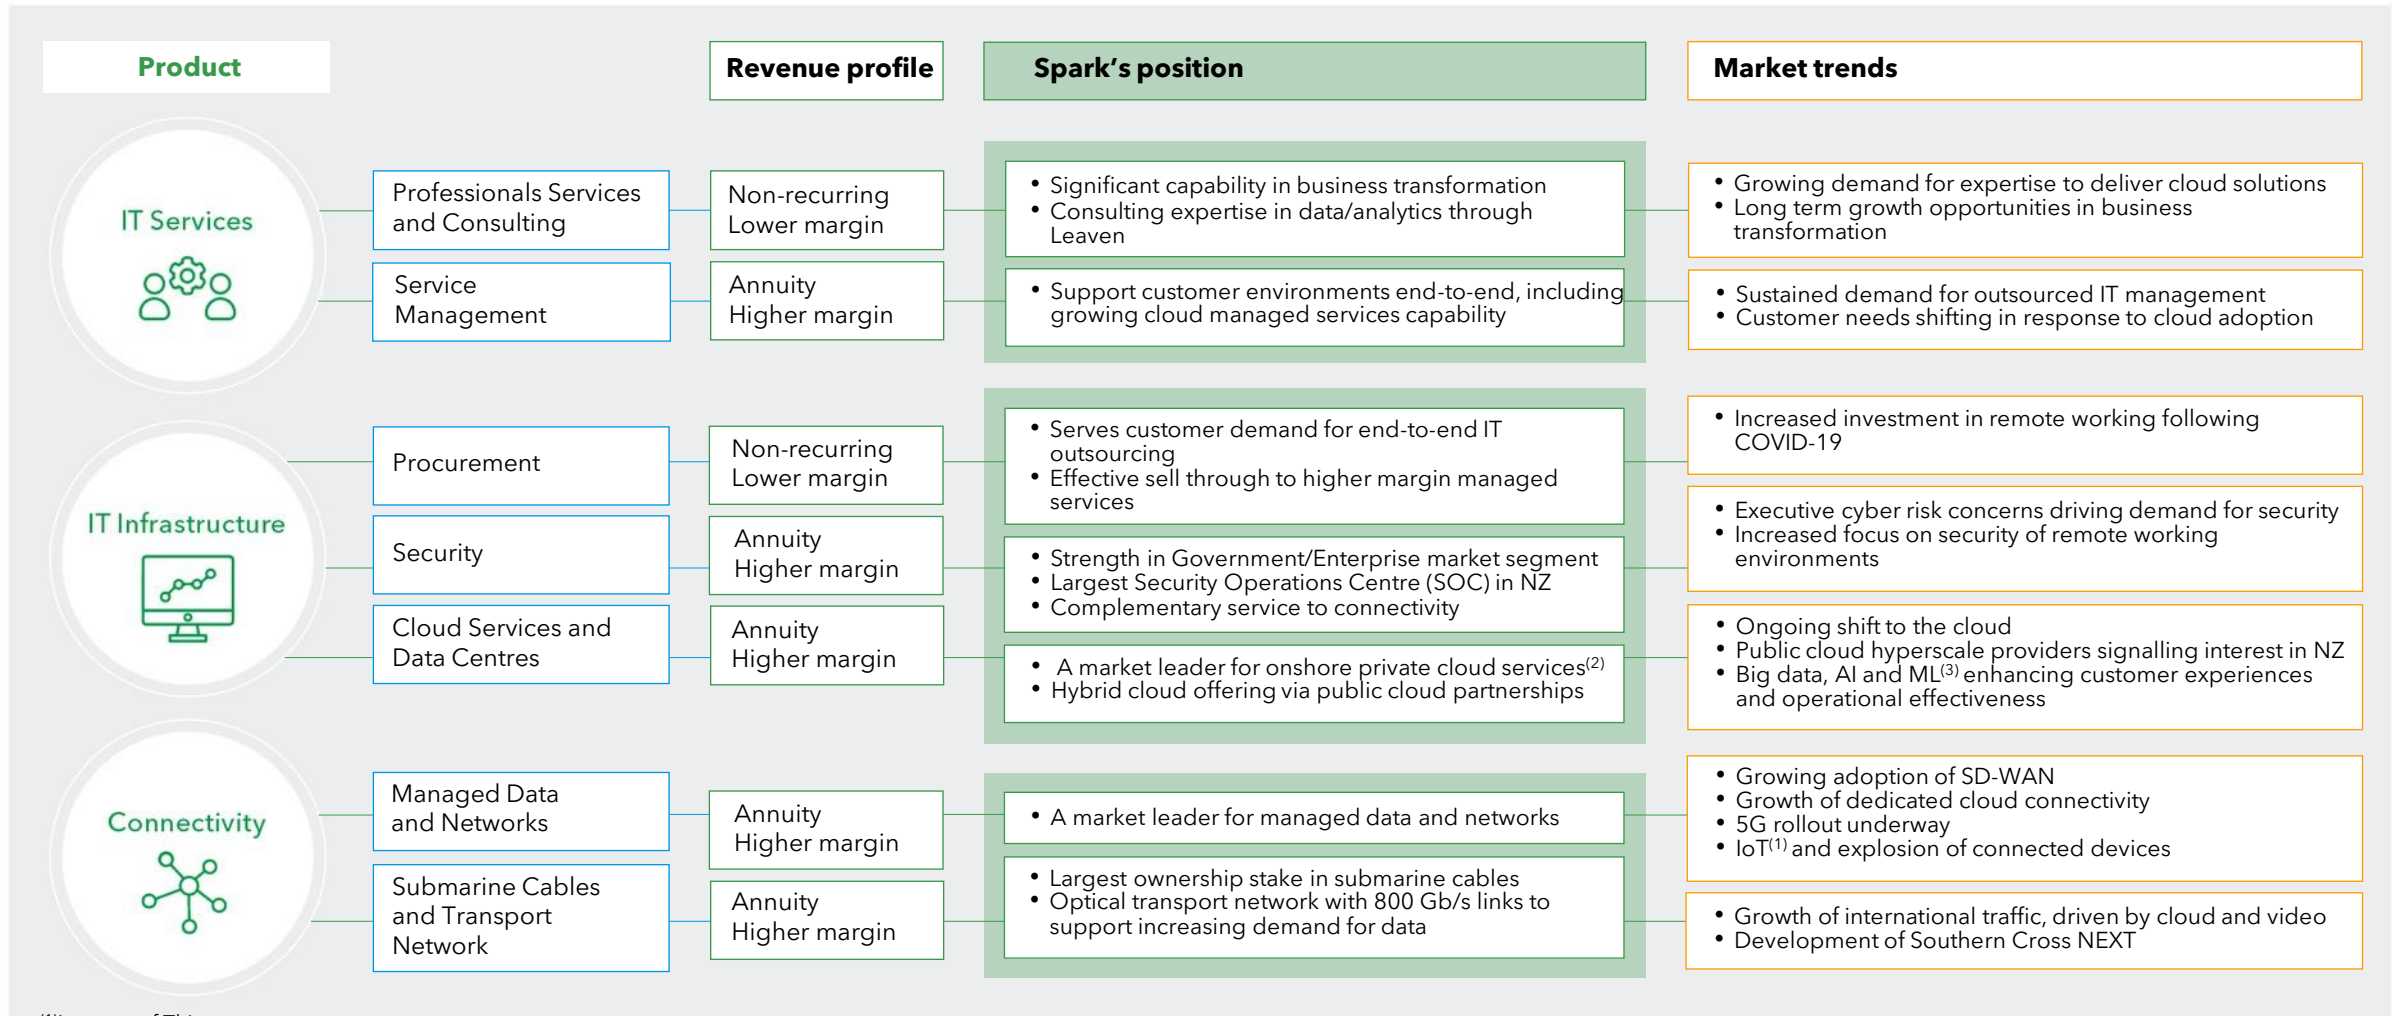 Product
Revenue profile
Spark's position
Market trends
IT Services
Professionals Services
and Consulting
Non-recurring
Lower margin
• Significant capability in business transformation
• Consulting expertise in data/analytics through
Leaven
• Growing demand for expertise to deliver cloud solutions
• Long term growth opportunities in business
transformation
Service
Management
Annuity
Higher margin
• Support customer environments end-to-end, including
growing cloud managed services capability
• Sustained demand for outsourced IT management
• Customer needs shifting in response to cloud adoption
IT Infrastructure
Procurement
Non-recurring
Lower margin
• Serves customer demand for end-to-end IT
outsourcing
• Effective sell through to higher margin managed
services
• Increased investment in remote working following
COVID-19
Security
Annuity
Higher margin
• Strength in Government/Enterprise market segment
• Largest Security Operations Centre (SOC) in NZ
• Complementary service to connectivity
• Executive cyber risk concerns driving demand for security
• Increased focus on security of remote working
environments
Cloud Services and
Data Centres
Annuity
Higher margin
• A market leader for onshore private cloud services(2)
• Hybrid cloud offering via public cloud partnerships
• Ongoing shift to the cloud
• Public cloud hyperscale providers signalling interest in NZ
• Big data, AI and ML(3) enhancing customer experiences
and operational effectiveness
Connectivity
Managed Data
and Networks
Annuity
Higher margin
• A market leader for managed data and networks
• Growing adoption of SD-WAN
• Growth of dedicated cloud connectivity
• 5G rollout underway
• IoT(1) and explosion of connected devices
Submarine Cables
and Transport
Network
Annuity
Higher margin
• Largest ownership stake in submarine cables
• Optical transport network with 800 Gb/s links to
support increasing demand for data
• Growth of international traffic, driven by cloud and video
• Development of Southern Cross NEXT